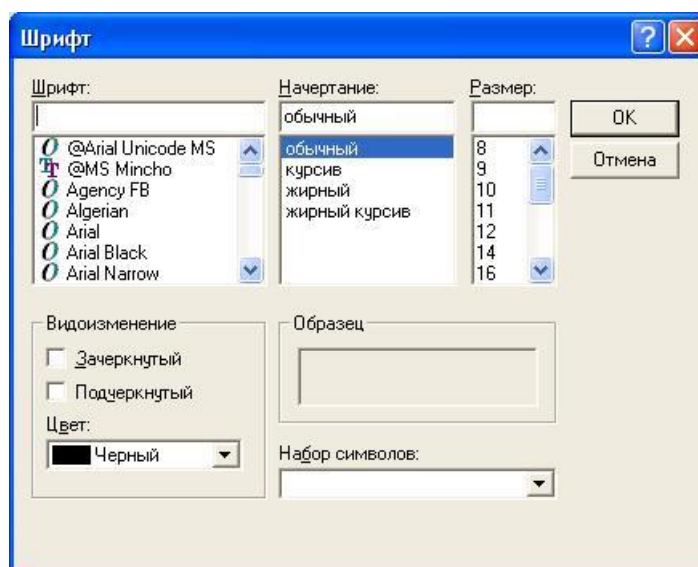 Шрифт
Шрифт:
Начертание:
Размер:
обычный
OK
Отмена
@Arial Unicode MS
@MS Mincho
Agency FB
Algerian
Arial
Arial Black
Arial Narrow
обычный
курсив
жирный
жирный курсив
8
9
10
11
12
14
16
Видоизменение
Зачеркнутый
Подчеркнутый
Цвет:
Черный
Образец
Набор символов: